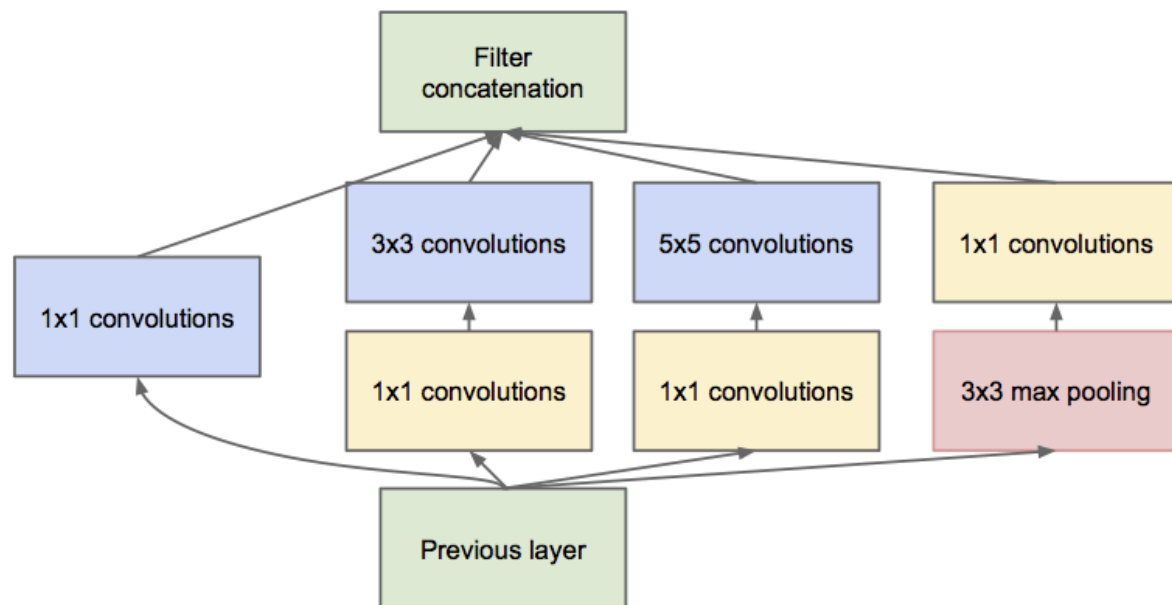 Filter
concatenation
3x3 convolutions
5x5 convolutions
1x1 convolutions
1x1 convolutions
1x1 convolutions
1x1 convolutions
3x3 max pooling
Previous layer